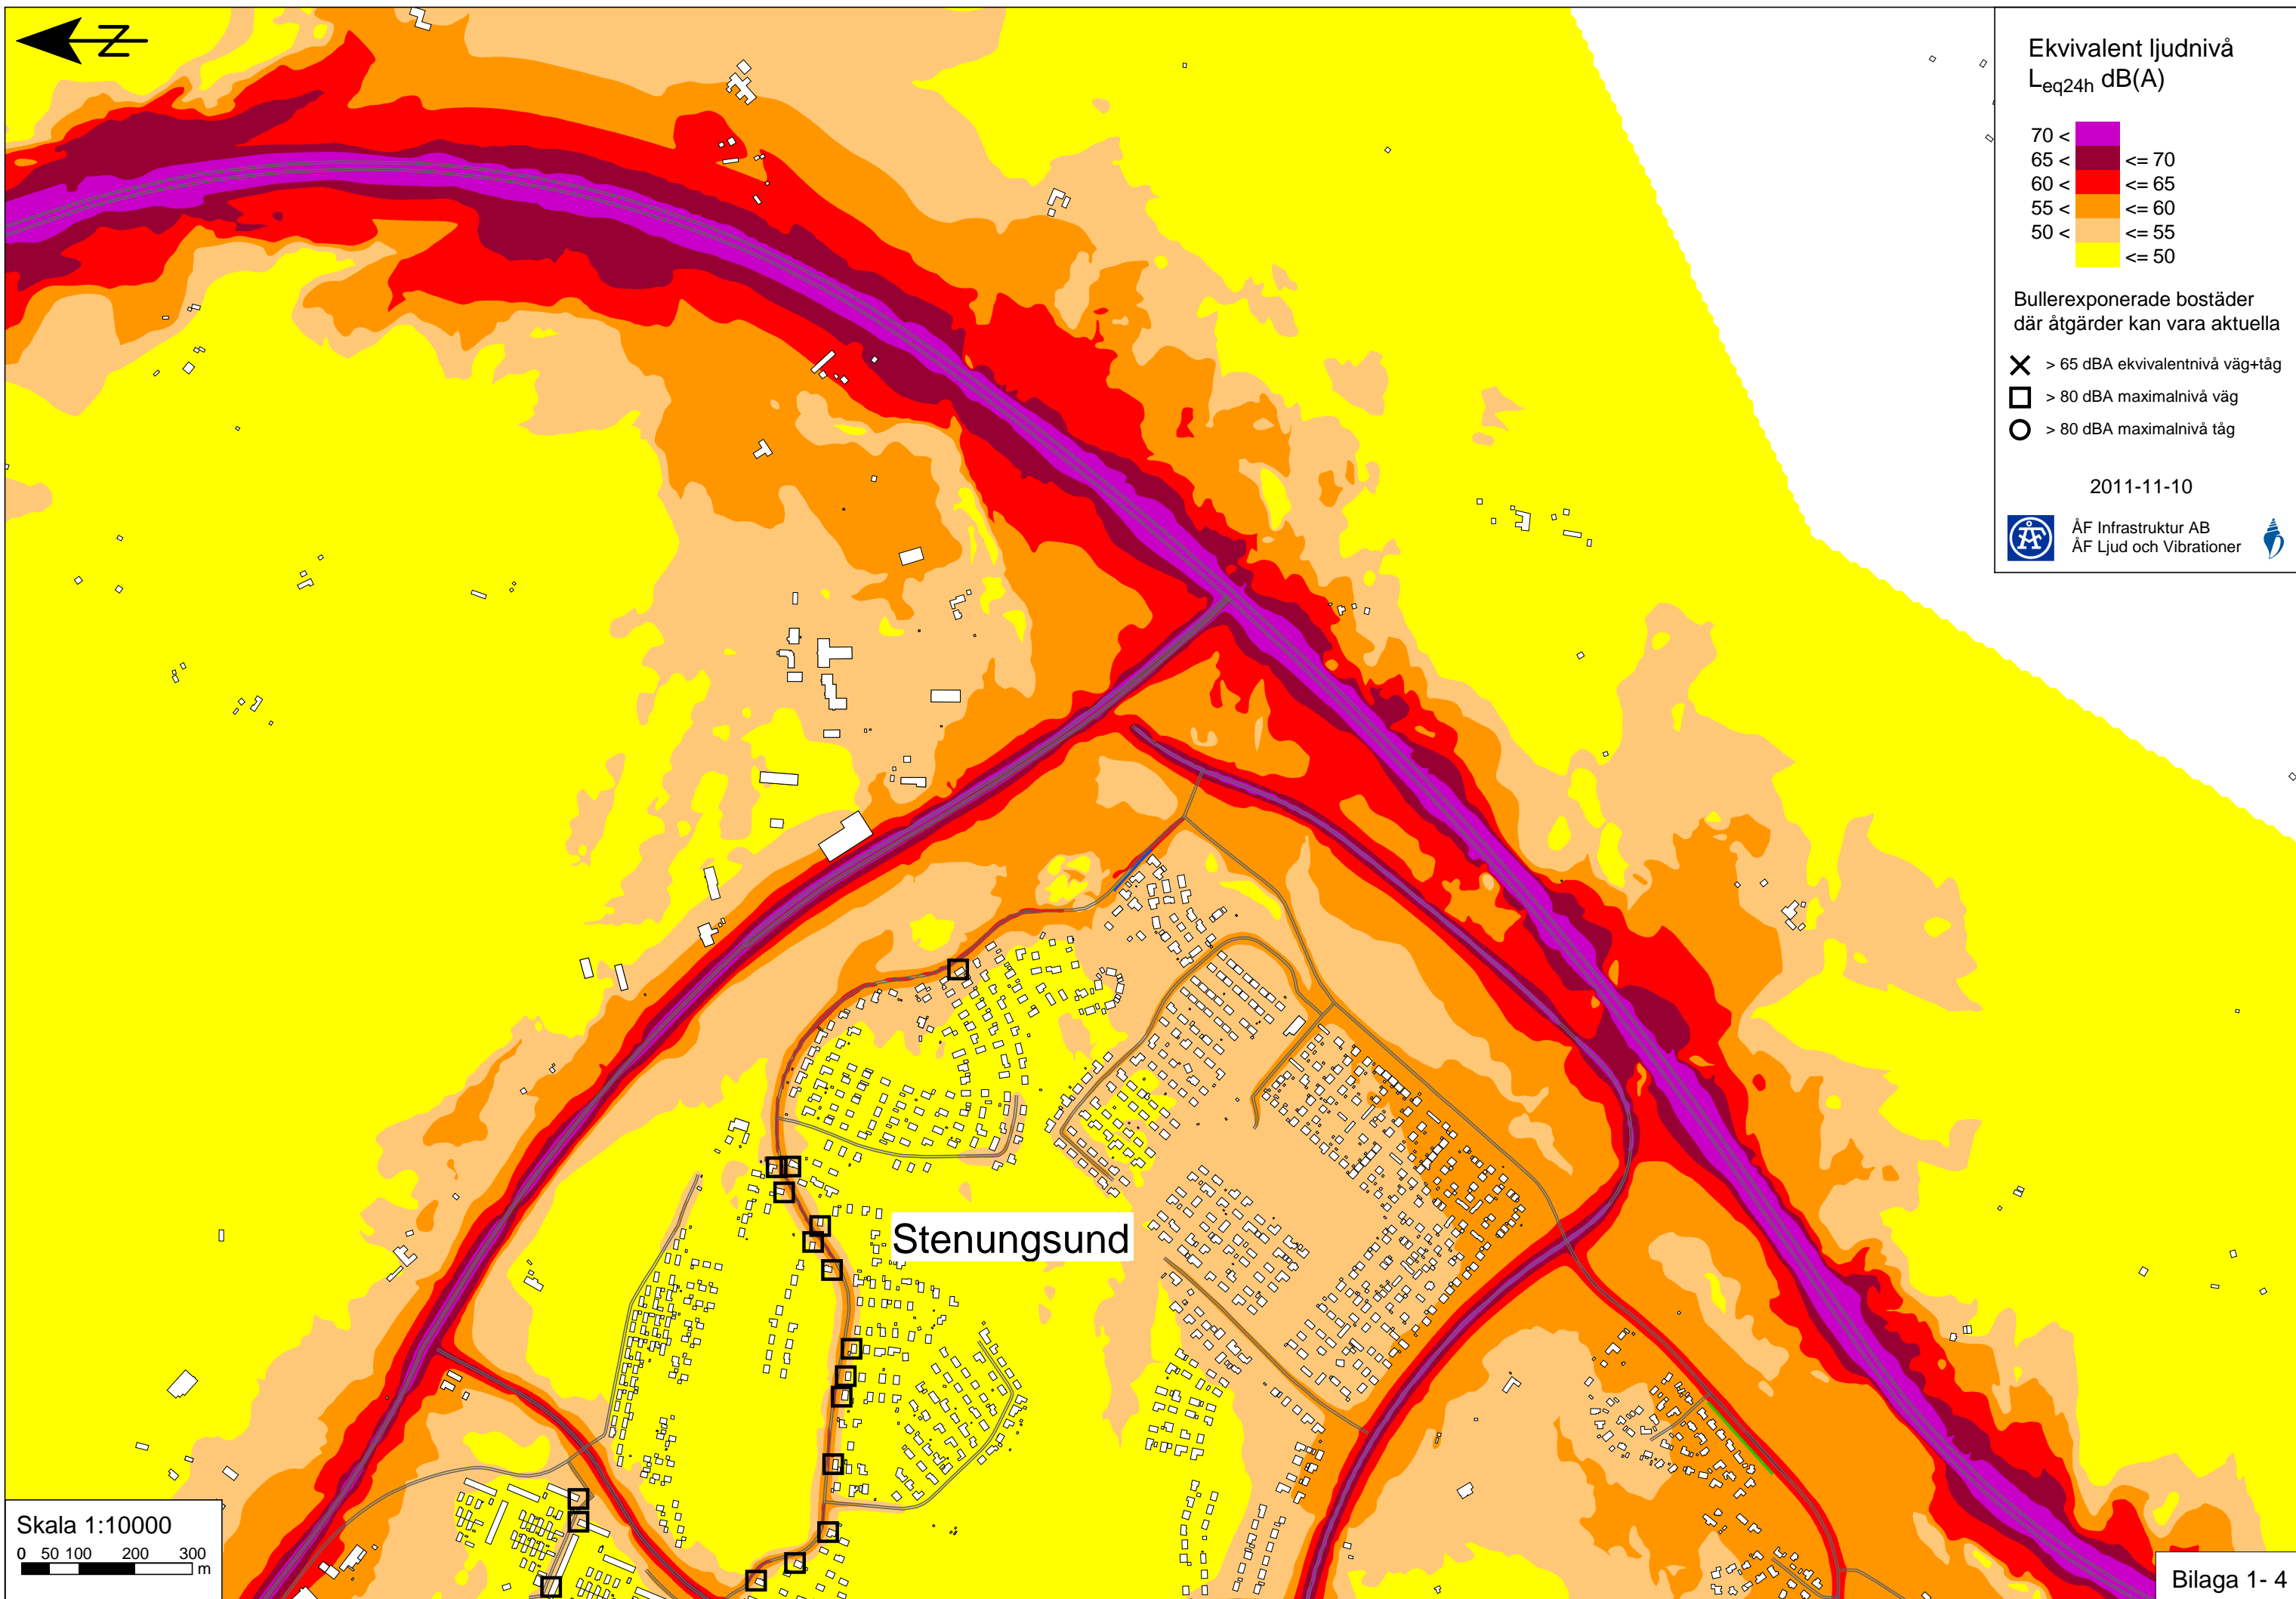 Z
Ekvivalent ljudnivå
Leq24h dB(A)
70 <
65 < <= 70
60 < <= 65
55 < <= 60
50 < <= 55
<= 50
Bullerexponerade bostäder
där åtgärder kan vara aktuella
> 65 dBA ekvivalentnivå väg+tåg
> 80 dBA maximalnivå väg
> 80 dBA maximalnivå tåg
2011-11-10
ÅF
ÅF Infrastruktur AB
ÅF Ljud och Vibrationer
Stenungsund
Skala 1:10000
0 50 100 200 300
m
Bilaga 1- 4